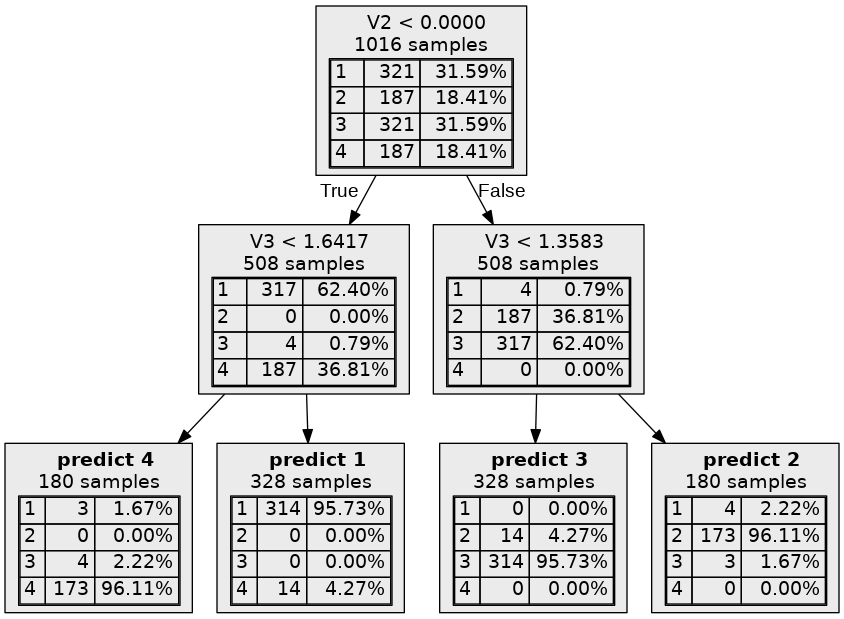 V2 < 0.0000
1016 samples
1 321 31.59%
2 187 18.41%
3 321 31.59%
4 187 18.41%
True
False
V3 < 1.6417
508 samples
1 317 62.40%
2 0 0.00%
3 4 0.79%
4 187 36.81%
V3 < 1.3583
508 samples
1 4 0.79%
2 187 36.81%
3 317 62.40%
4 0 0.00%
predict 4
180 samples
1 3 1.67%
2 0 0.00%
3 4 2.22%
4 173 96.11%
predict 1
328 samples
1 314 95.73%
2 0 0.00%
3 0 0.00%
4 14 4.27%
predict 3
328 samples
1 0 0.00%
2 14 4.27%
3 314 95.73%
4 0 0.00%
predict 2
180 samples
1 4 2.22%
2 173 96.11%
3 3 1.67%
4 0 0.00%